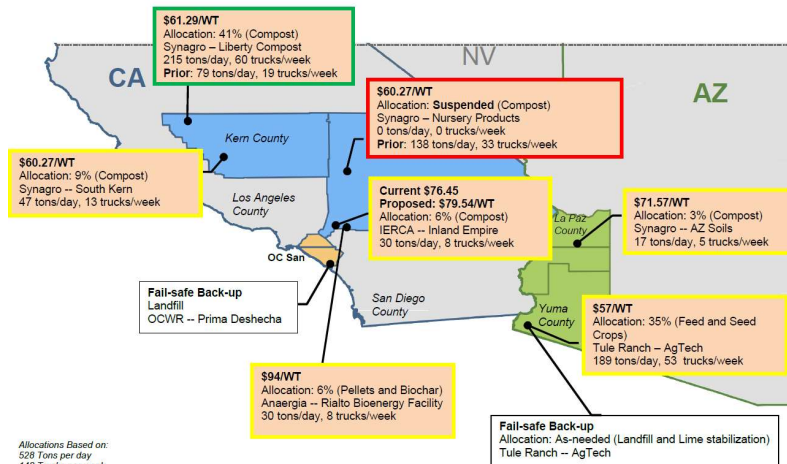 $61.29/WT
Allocation: 41% (Compost)
Synagro – Liberty Compost
215 tons/day, 60 trucks/week
Prior: 79 tons/day, 19 trucks/week
CA
NV
AZ
$60.27/WT
Allocation: Suspended (Compost)
Synagro – Nursery Products
0 tons/day, 0 trucks/week
Prior: 138 tons/day, 33 trucks/week
Kern County
$60.27/WT
Allocation: 9% (Compost)
Synagro -- South Kern
47 tons/day, 13 trucks/week
Los Angeles
County
Current $76.45
Proposed: $79.54/WT
Allocation: 6% (Compost)
IERCA -- Inland Empire
30 tons/day, 8 trucks/week
La Paz
County
$71.57/WT
Allocation: 3% (Compost)
Synagro -- AZ Soils
17 tons/day, 5 trucks/week
OC San
Fail-safe Back-up
Landfill
OCWR -- Prima Deshecha
San Diego
County
Yuma
County
$57/WT
Allocation: 35% (Feed and Seed
Crops)
Tule Ranch – AgTech
189 tons/day, 53 trucks/week
$94/WT
Allocation: 6% (Pellets and Biochar)
Anaergia -- Rialto Bioenergy Facility
30 tons/day, 8 trucks/week
Fail-safe Back-up
Allocation: As-needed (Landfill and Lime stabilization)
Tule Ranch -- AgTech
Allocations Based on:
528 Tons per day